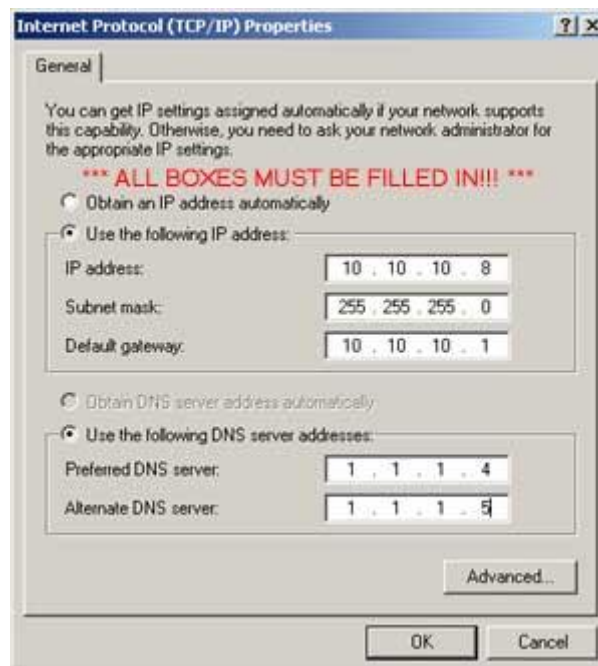 Internet Protocol (TCP/IP) Properties
General
You can get IP settings assigned automatically if your network supports
this capability. Otherwise, you need to ask your network administrator for
the appropriate IP settings.
*** ALL BOXES MUST BE FILLED IN!!! ***
Obtain an IP address automatically
Use the following IP address:
IP address: 10 . 10 . 10 . 8
Subnet mask: 255 . 255 . 255 . 0
Default gateway: 10 . 10 . 10 . 1
Obtain DNS server address automatically
Use the following DNS server addresses:
Preferred DNS server: 1 . 1 . 1 . 4
Alternate DNS server: 1 . 1 . 1 . 5
Advanced...
OK Cancel